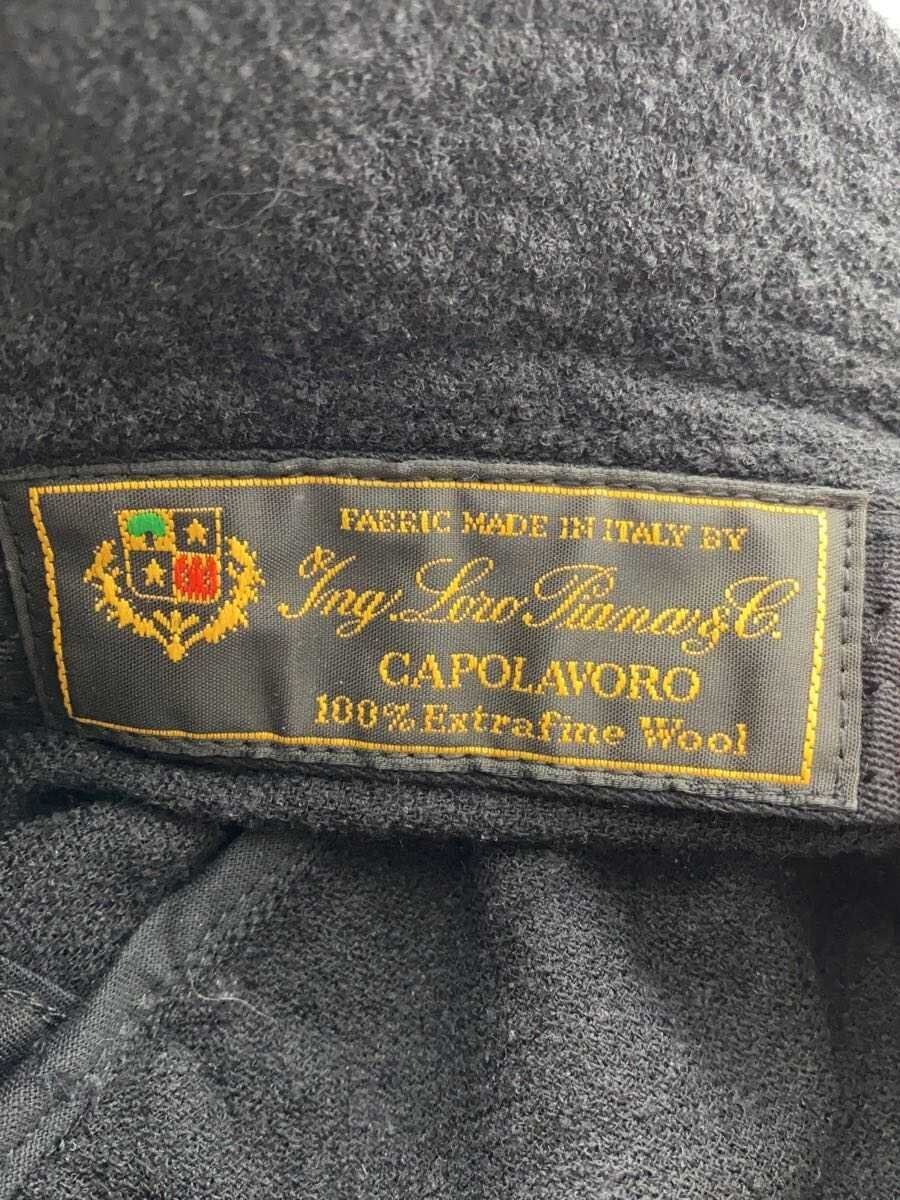 FABRIC MADE IN ITALY BY
Ing. Loro Piana & C.
CAPOLAVORO
100% Extrafine Wool